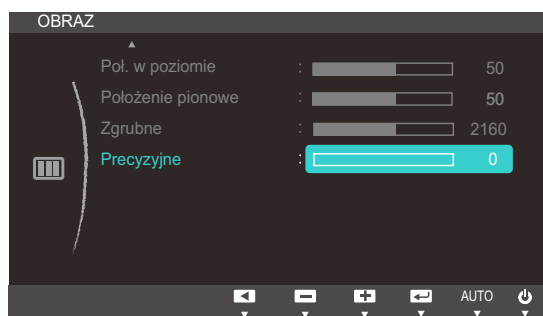 OBRAZ
Poł. w poziomie : 50
Położenie pionowe : 50
Zgrubne : 2160
Precyzyjne : 0
AUTO